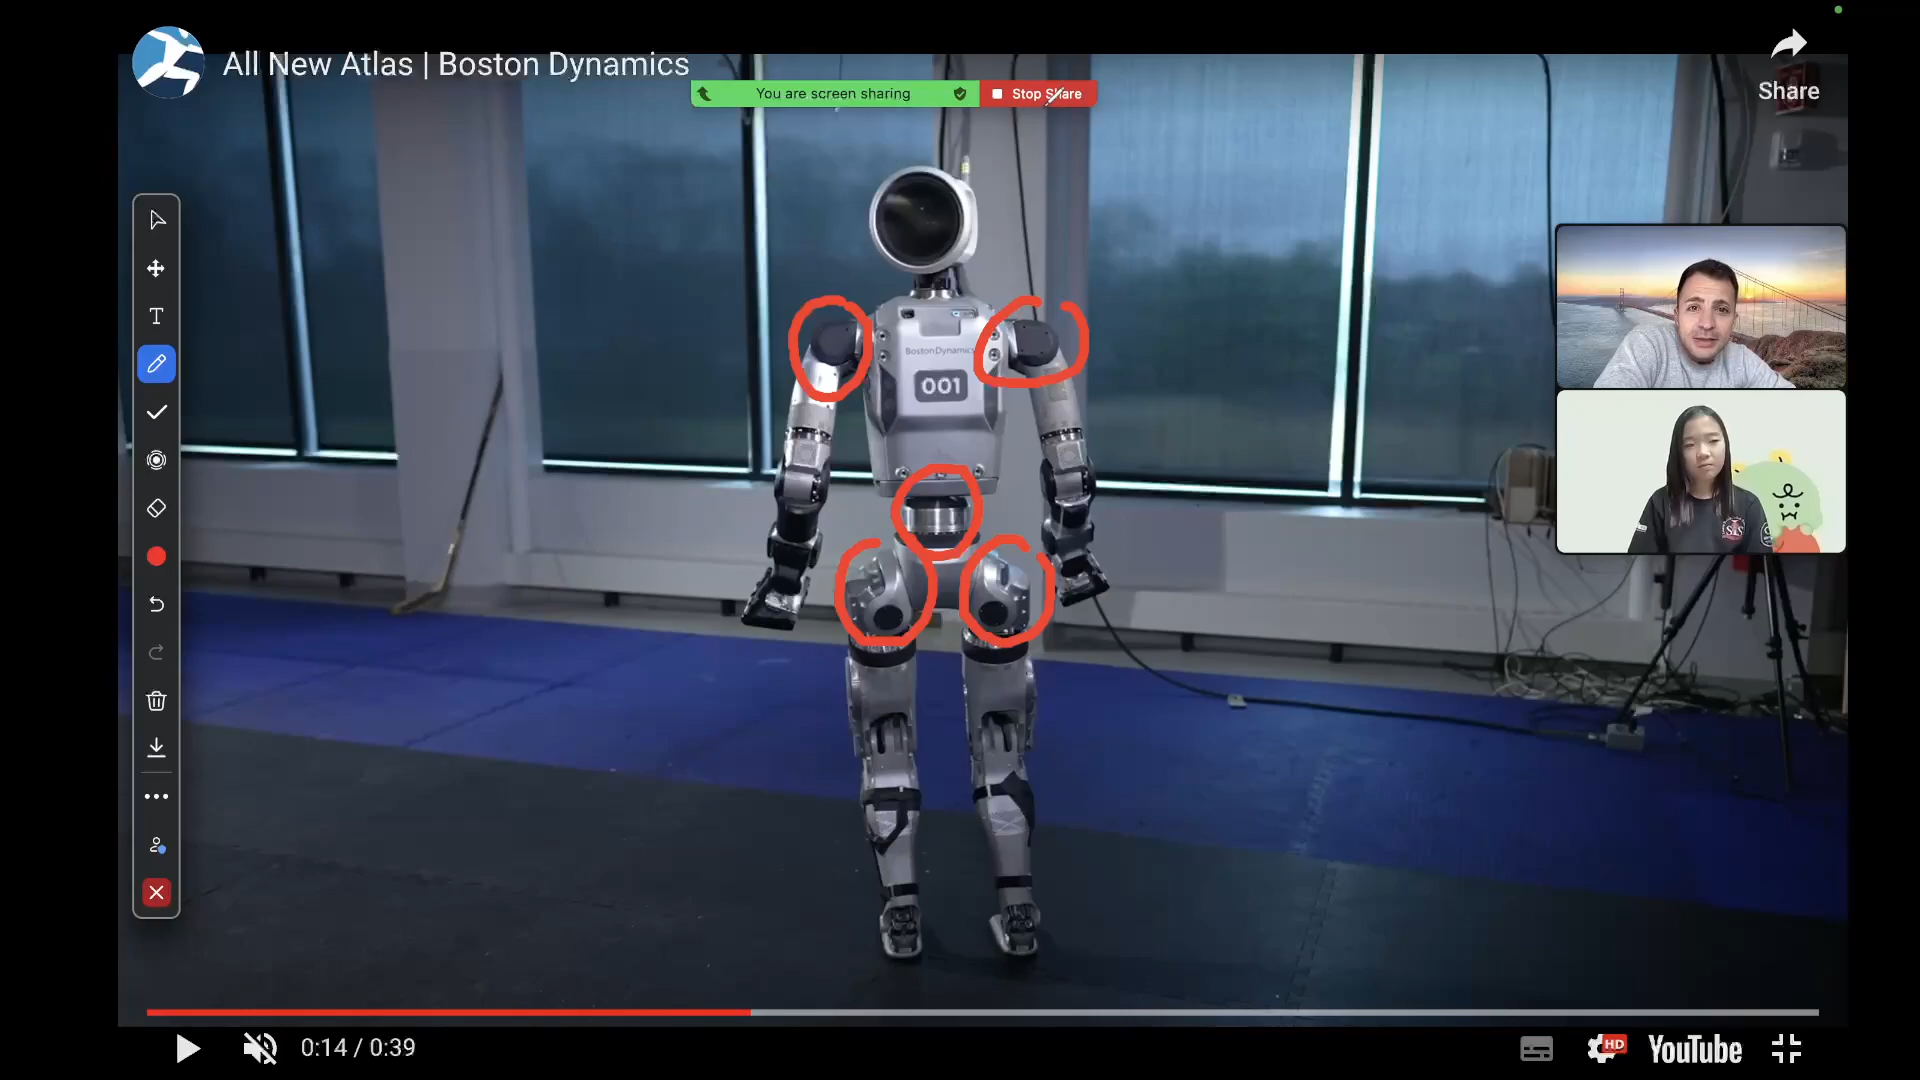 All New Atlas | Boston Dynamics
You are screen sharing
Stop Share
Share
T
Boston Dynamics
001
0:14 / 0:39
HD
YouTube